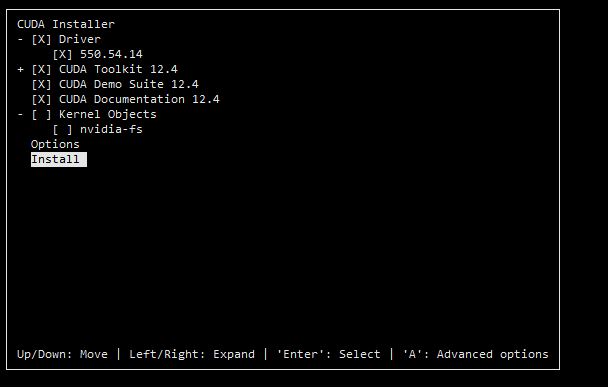 CUDA Installer
- [X] Driver
[X] 550.54.14
+ [X] CUDA Toolkit 12.4
[X] CUDA Demo Suite 12.4
[X] CUDA Documentation 12.4
- [ ] Kernel Objects
[ ] nvidia-fs
Options
Install
Up/Down: Move | Left/Right: Expand | 'Enter': Select | 'A': Advanced options